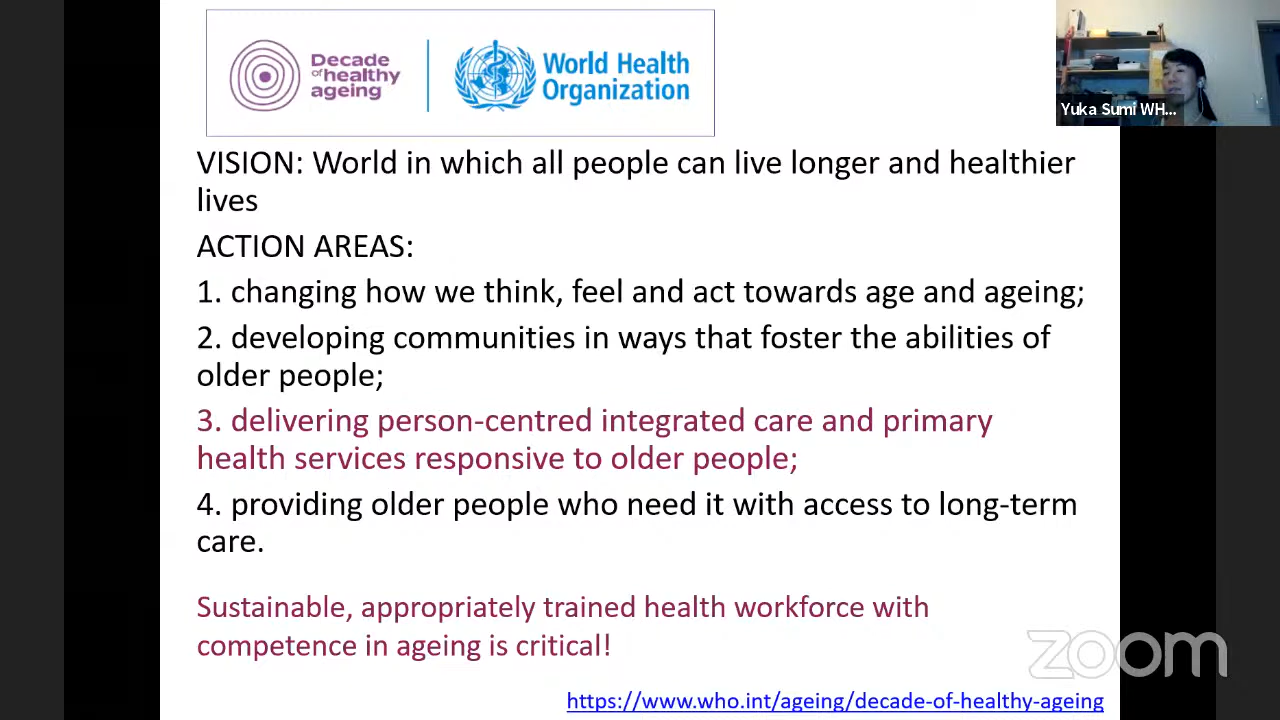 Decade
of healthy
ageing
World Health
Organization
Yuka Sumi WH...
VISION: World in which all people can live longer and healthier
lives
ACTION AREAS:
1. changing how we think, feel and act towards age and ageing;
2. developing communities in ways that foster the abilities of
older people;
3. delivering person-centred integrated care and primary
health services responsive to older people;
4. providing older people who need it with access to long-term
care.
Sustainable, appropriately trained health workforce with
competence in ageing is critical!
zoom
https://www.who.int/ageing/decade-of-healthy-ageing